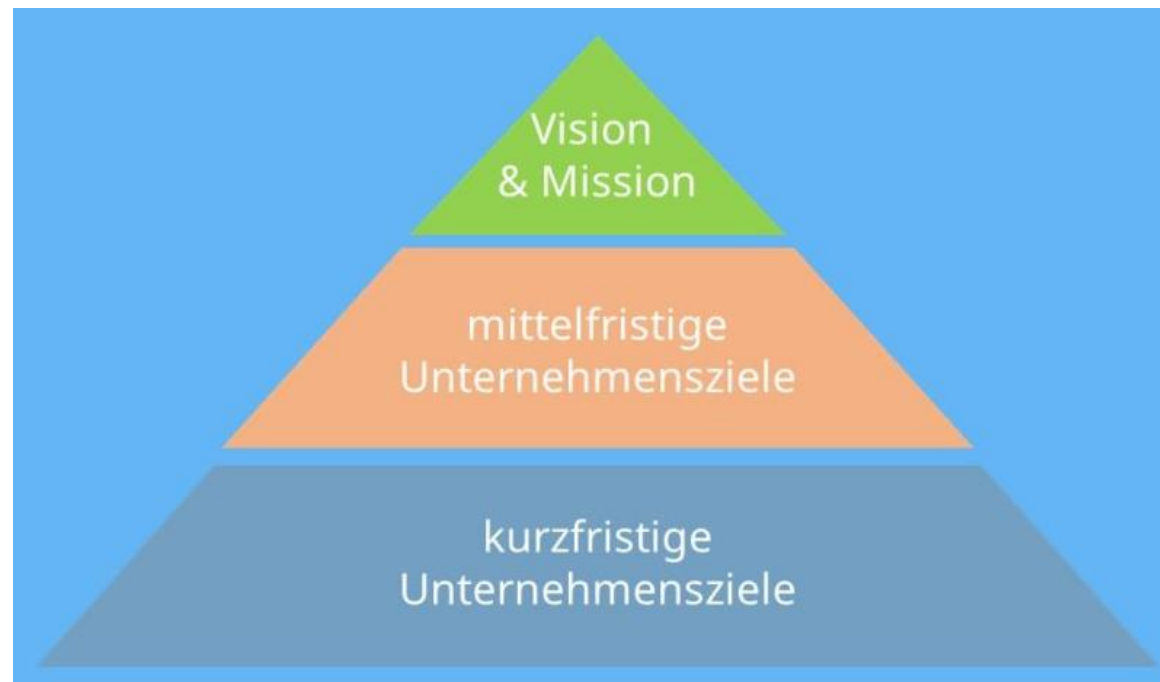 Vision
& Mission
mittelfristige
Unternehmensziele
kurzfristige
Unternehmensziele